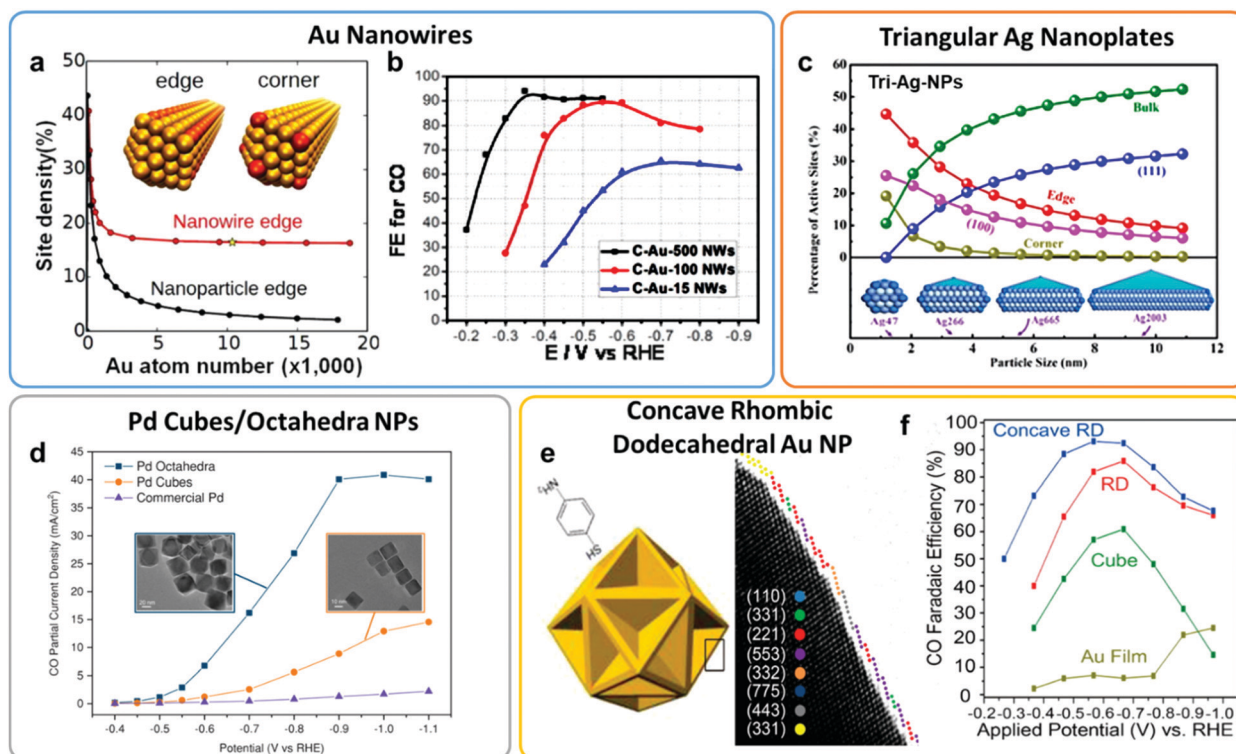 Au Nanowires
a
edge
corner
Nanowire edge
Nanoparticle edge
Site density(%)
50
40
30
20
10
0
0
5
10
15
20
Au atom number (x1,000)
b
FE for CO
100
90
80
70
60
50
40
30
20
10
0
C-Au-500 NWs
C-Au-100 NWs
C-Au-15 NWs
-0.2 -0.3 -0.4 -0.5 -0.6 -0.7 -0.8 -0.9
E / V vs RHE
Triangular Ag Nanoplates
c
Tri-Ag-NPs
Percentage of Active Sites (%)
60
50
40
30
20
10
0
Bulk
(111)
Edge
(100)
Corner
Ag47
Ag266
Ag665
Ag2003
0 2 4 6 8 10 12
Particle Size (nm)
Pd Cubes/Octahedra NPs
d
Pd Octahedra
Pd Cubes
Commercial Pd
CO Partial Current Density (mA/cm²)
45
40
35
30
25
20
15
10
5
0
-0.4 -0.5 -0.6 -0.7 -0.8 -0.9 -1.0 -1.1
Potential (V vs RHE)
Concave Rhombic
Dodecahedral Au NP
e
H₂N
HS
(110)
(331)
(221)
(553)
(332)
(775)
(443)
(331)
f
CO Faradaic Efficiency (%)
100
90
80
70
60
50
40
30
20
10
0
Concave RD
RD
Cube
Au Film
-0.2 -0.3 -0.4 -0.5 -0.6 -0.7 -0.8 -0.9 -1.0
Applied Potential (V) vs. RHE